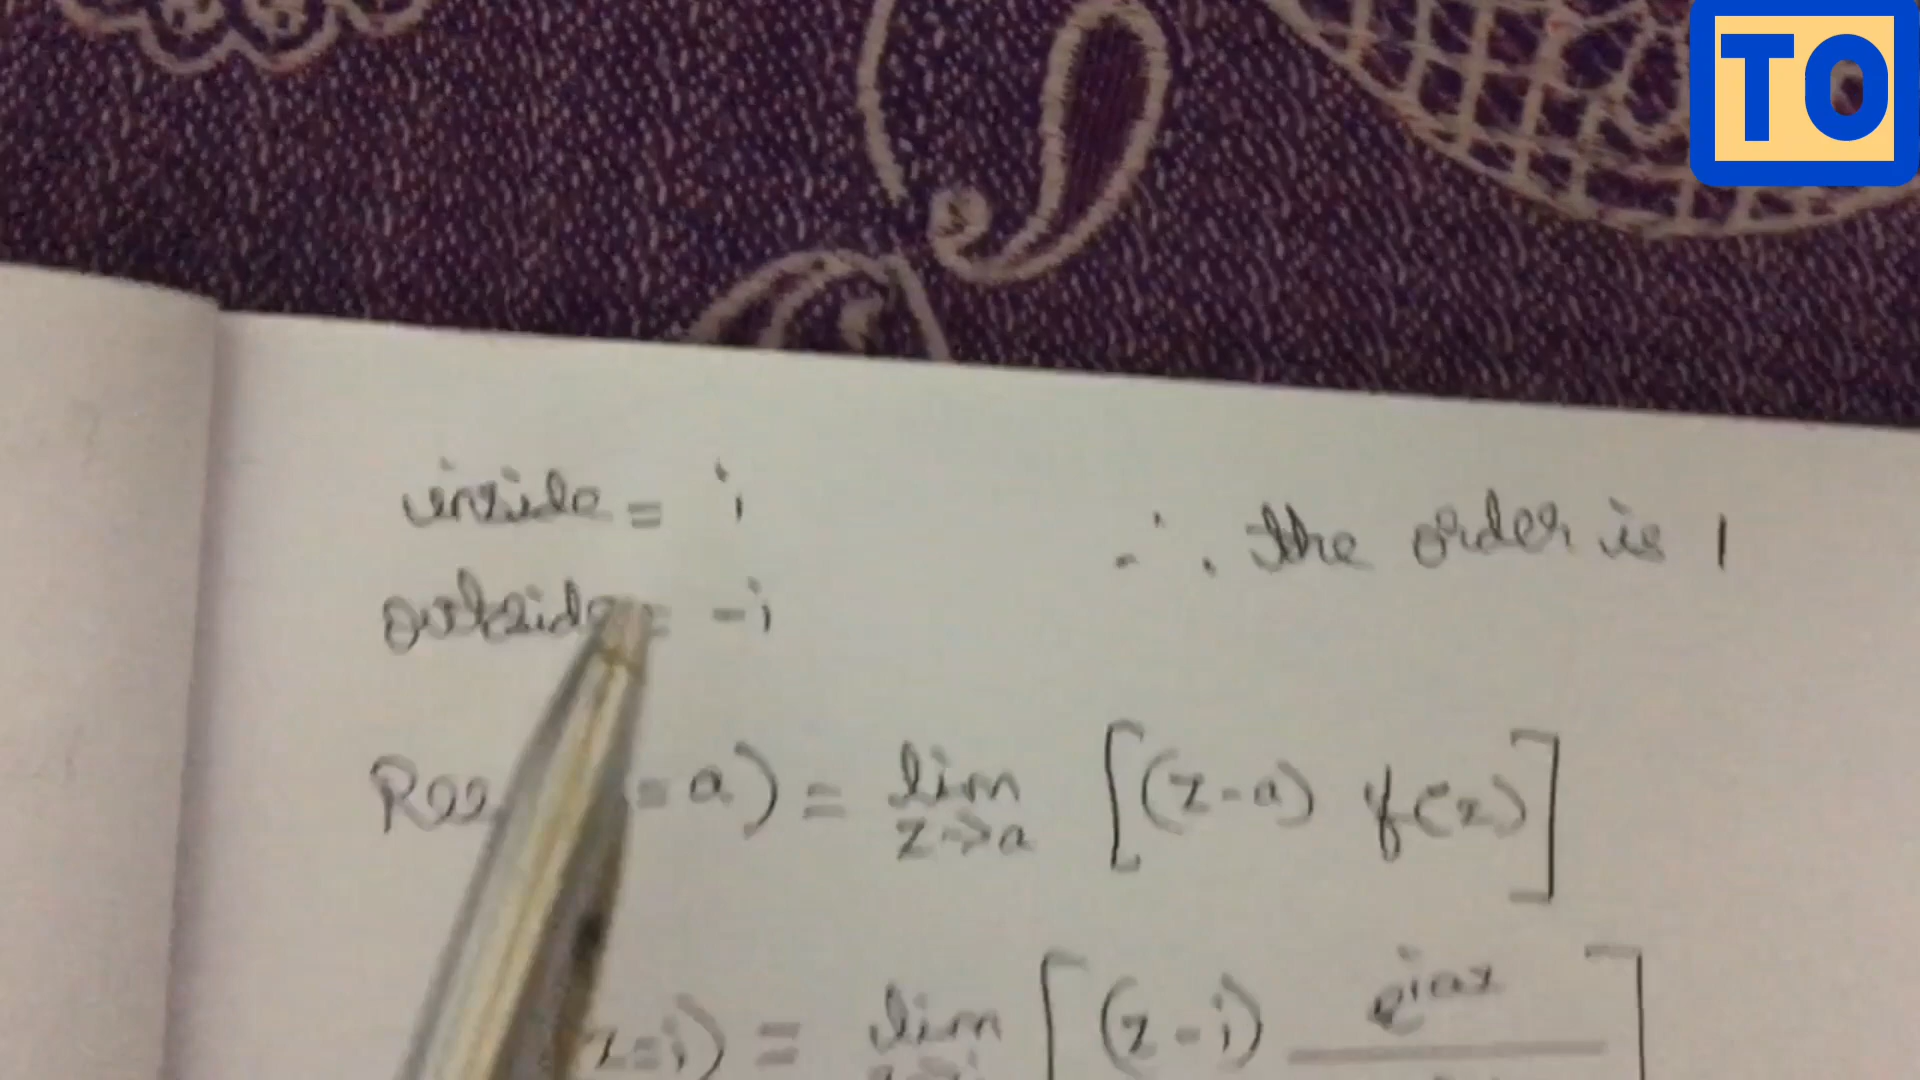 TO
inside = i
∴ the order is 1
outside = -i
Res = a) = lim z→a [(z-a) f(z)]
z=i) = lim [(z-i) e^iaz ]